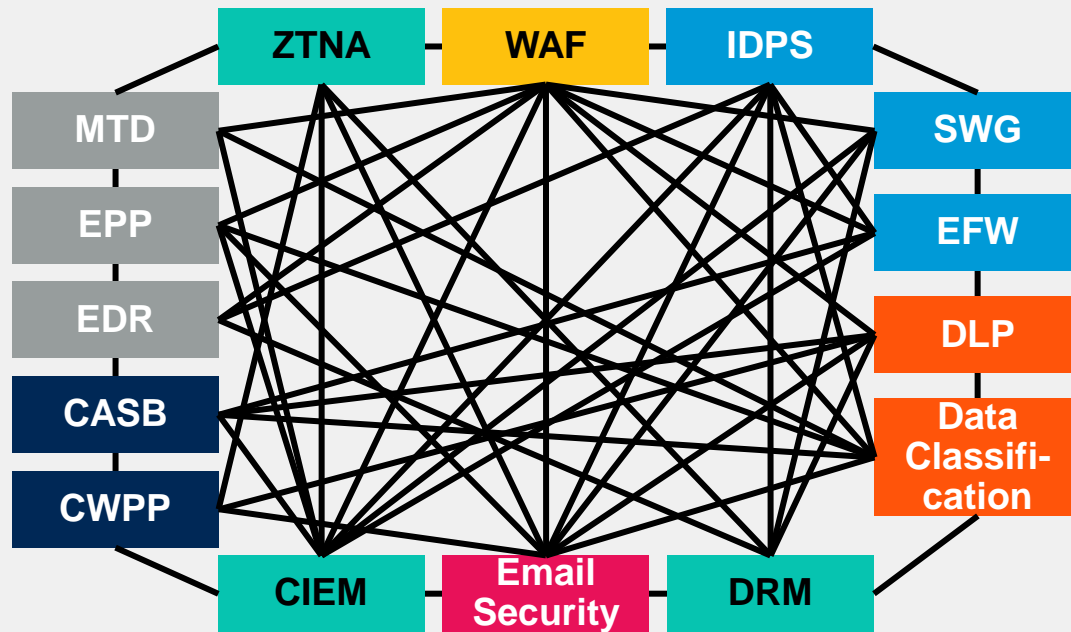 ZTNA
WAF
IDPS
MTD
SWG
EPP
EFW
EDR
DLP
CASB
Data
Classifi-
cation
CWPP
CIEM
Email
Security
DRM